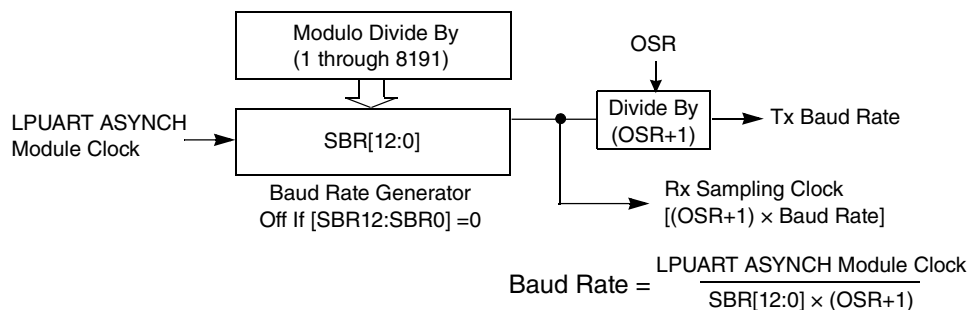 Modulo Divide By
(1 through 8191)
OSR
LPUART ASYNCH
Module Clock
SBR[12:0]
Divide By
(OSR+1)
Tx Baud Rate
Baud Rate Generator
Off If [SBR12:SBR0] =0
Rx Sampling Clock
[(OSR+1) × Baud Rate]
Baud Rate = LPUART ASYNCH Module Clock
SBR[12:0] × (OSR+1)